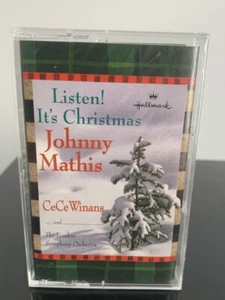 Listen!
Hallmark
It's Christmas
Johnny
Mathis
CeCe Winans
and
The London
Symphony Orchestra